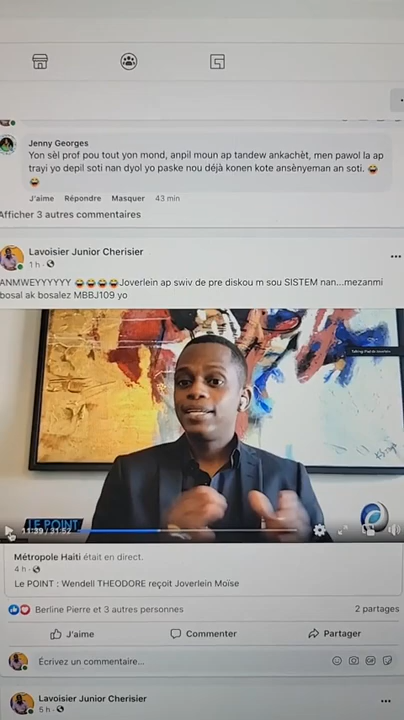 Jenny Georges
Yon sèl prof pou tout yon mond, anpil moun ap tandew ankachèt, men pawol la ap
trayi yo depil soti nan dyol yo paske nou déjà konen kote ansènyeman an soti. 😂
😂
J'aime Répondre Masquer 43 min
Afficher 3 autres commentaires
Lavoisier Junior Cherisier
1 h ·
ANMWEYYYYYY 😂😂😂😂Joverlein ap swiv de pre diskou m sou SISTEM nan...mezanmi
bosal ak bosalez MBBJ109 yo
LE POINT
11:39 / 31:52
Métropole Haiti était en direct.
4 h ·
Le POINT : Wendell THEODORE reçoit Joverlein Moïse
Berline Pierre et 3 autres personnes 2 partages
J'aime Commenter Partager
Écrivez un commentaire...
GIF
Lavoisier Junior Cherisier
5 h ·